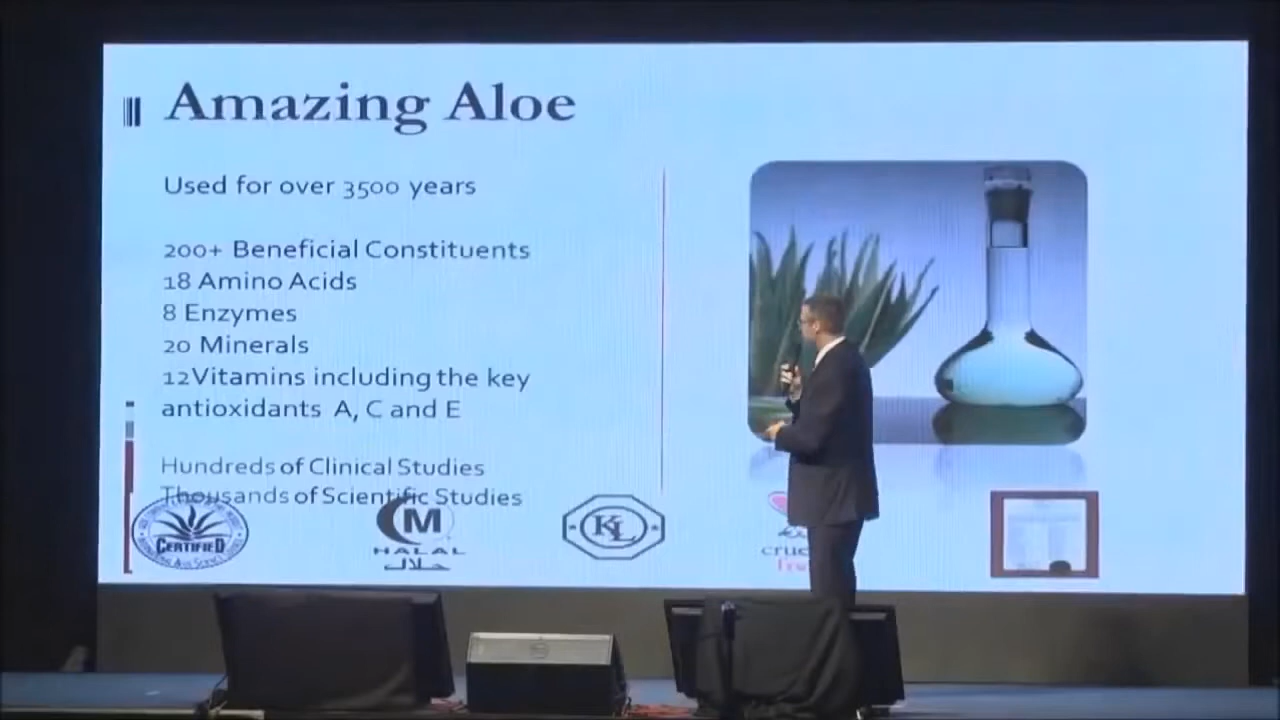 Amazing Aloe
Used for over 3500 years
200+ Beneficial Constituents
18 Amino Acids
8 Enzymes
20 Minerals
12Vitamins including the key
antioxidants A, C and E
Hundreds of Clinical Studies
Thousands of Scientific Studies
CERTIFIED
M
HALAL
حلال
KL